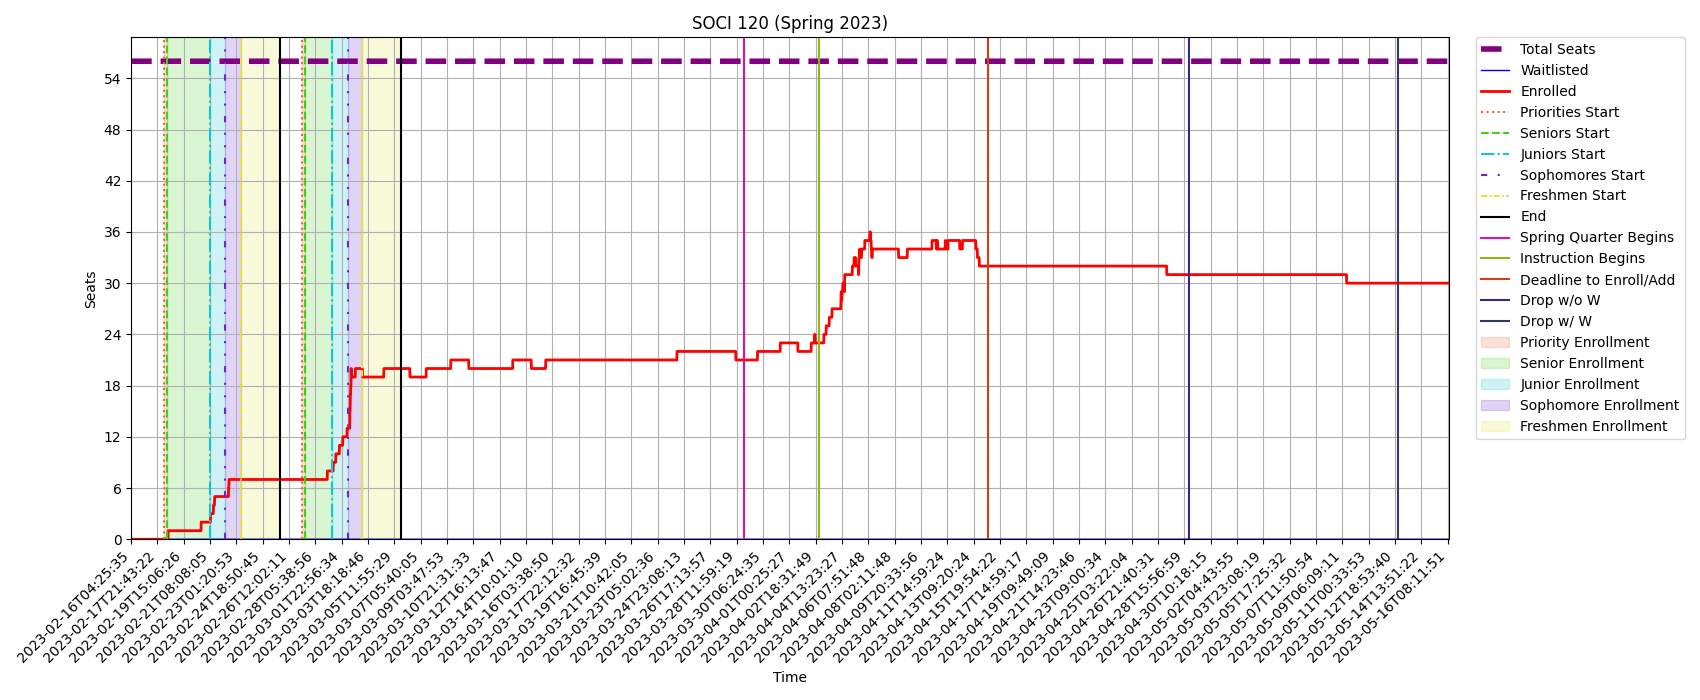 SOCI 120 (Spring 2023)
Seats
54
48
42
36
30
24
18
12
6
0
2023-02-16T04:25:35
2023-02-17T21:43:22
2023-02-19T15:06:26
2023-02-21T08:08:05
2023-02-23T01:20:53
2023-02-24T18:50:45
2023-02-26T12:02:11
2023-02-28T05:38:56
2023-03-01T22:56:34
2023-03-03T18:18:46
2023-03-05T11:55:29
2023-03-07T05:40:05
2023-03-09T03:47:53
2023-03-10T21:31:33
2023-03-12T16:13:47
2023-03-14T10:01:10
2023-03-16T03:38:50
2023-03-17T22:12:32
2023-03-19T16:45:39
2023-03-21T10:42:05
2023-03-23T05:02:36
2023-03-24T23:08:13
2023-03-26T17:13:57
2023-03-28T11:59:19
2023-03-30T06:24:35
2023-04-01T00:25:27
2023-04-02T18:31:49
2023-04-04T13:23:27
2023-04-06T07:51:48
2023-04-08T02:11:48
2023-04-09T20:33:56
2023-04-11T14:59:24
2023-04-13T09:20:24
2023-04-15T19:54:22
2023-04-17T14:59:17
2023-04-19T09:49:09
2023-04-21T14:23:46
2023-04-23T09:00:34
2023-04-25T03:22:04
2023-04-26T21:40:31
2023-04-28T15:56:59
2023-04-30T10:18:15
2023-05-02T04:43:55
2023-05-03T23:08:19
2023-05-05T17:25:32
2023-05-07T11:50:54
2023-05-09T06:09:11
2023-05-11T00:33:53
2023-05-12T18:53:40
2023-05-14T13:51:22
2023-05-16T08:11:51
Time
Total Seats
Waitlisted
Enrolled
Priorities Start
Seniors Start
Juniors Start
Sophomores Start
Freshmen Start
End
Spring Quarter Begins
Instruction Begins
Deadline to Enroll/Add
Drop w/o W
Drop w/ W
Priority Enrollment
Senior Enrollment
Junior Enrollment
Sophomore Enrollment
Freshmen Enrollment